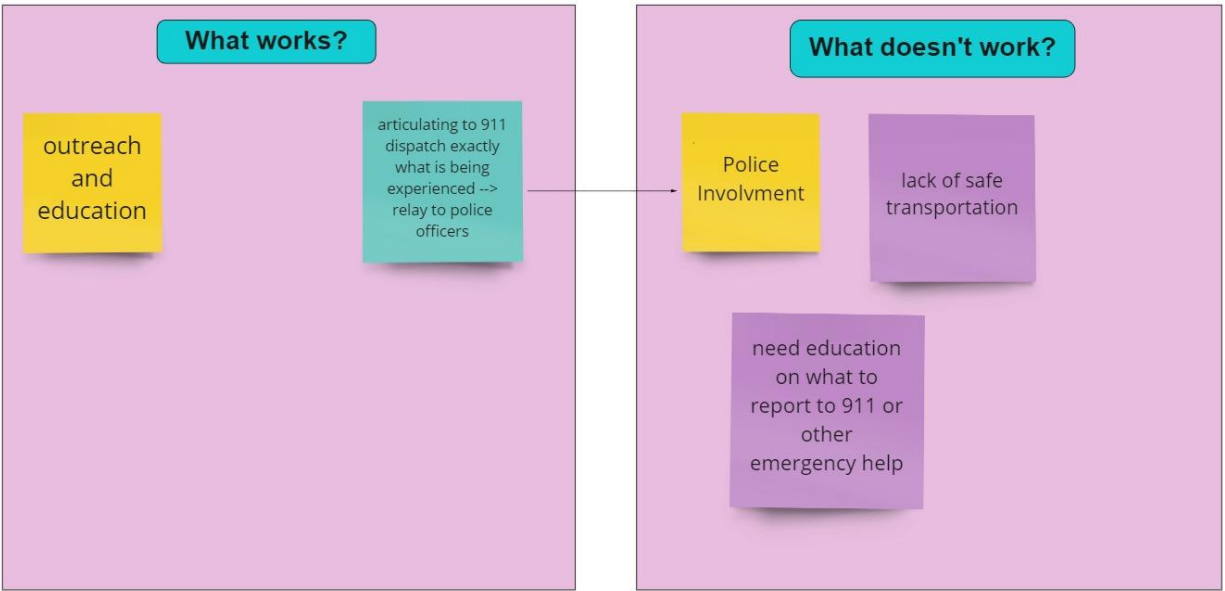 What works?
outreach
and
education
articulating to 911
dispatch exactly
what is being
experienced -->
relay to police
officers
What doesn't work?
Police
Involvment
lack of safe
transportation
need education
on what to
report to 911 or
other
emergency help